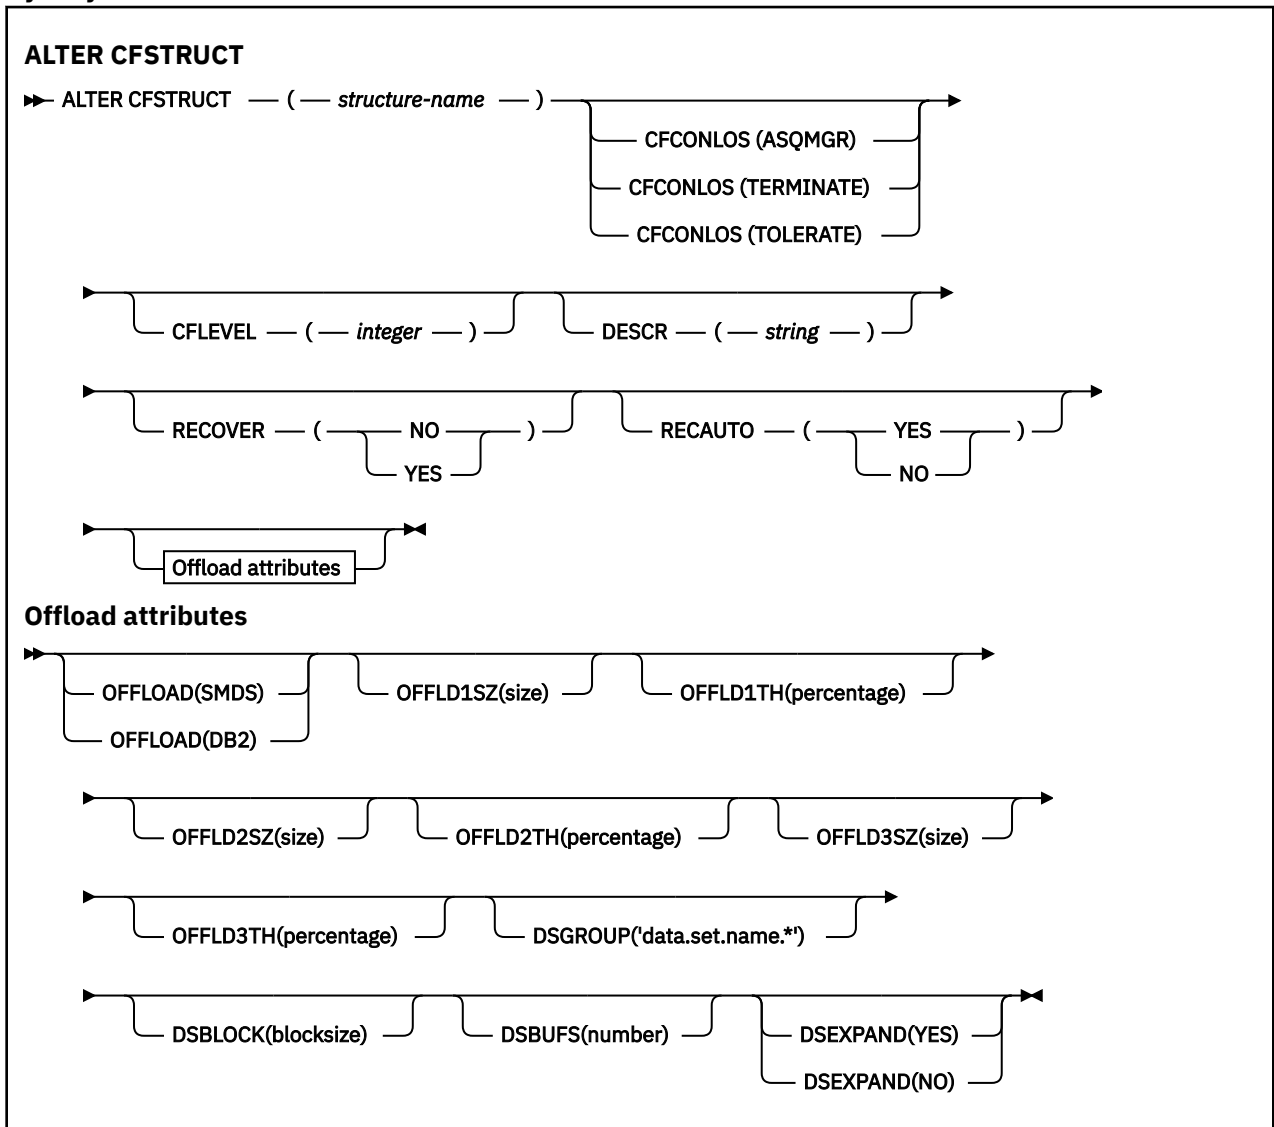 ALTER CFSTRUCT
ALTER CFSTRUCT ( structure-name )
CFCONLOS (ASQMGR)
CFCONLOS (TERMINATE)
CFCONLOS (TOLERATE)
CFLEVEL ( integer ) DESCR ( string )
RECOVER ( NO ) RECAUTO ( YES )
YES NO
Offload attributes
Offload attributes
OFFLOAD(SMDS) OFFLD1SZ(size) OFFLD1TH(percentage)
OFFLOAD(DB2)
OFFLD2SZ(size) OFFLD2TH(percentage) OFFLD3SZ(size)
OFFLD3TH(percentage) DSGROUP('data.set.name.*')
DSBLOCK(blocksize) DSBUFS(number) DSEXPAND(YES)
DSEXPAND(NO)